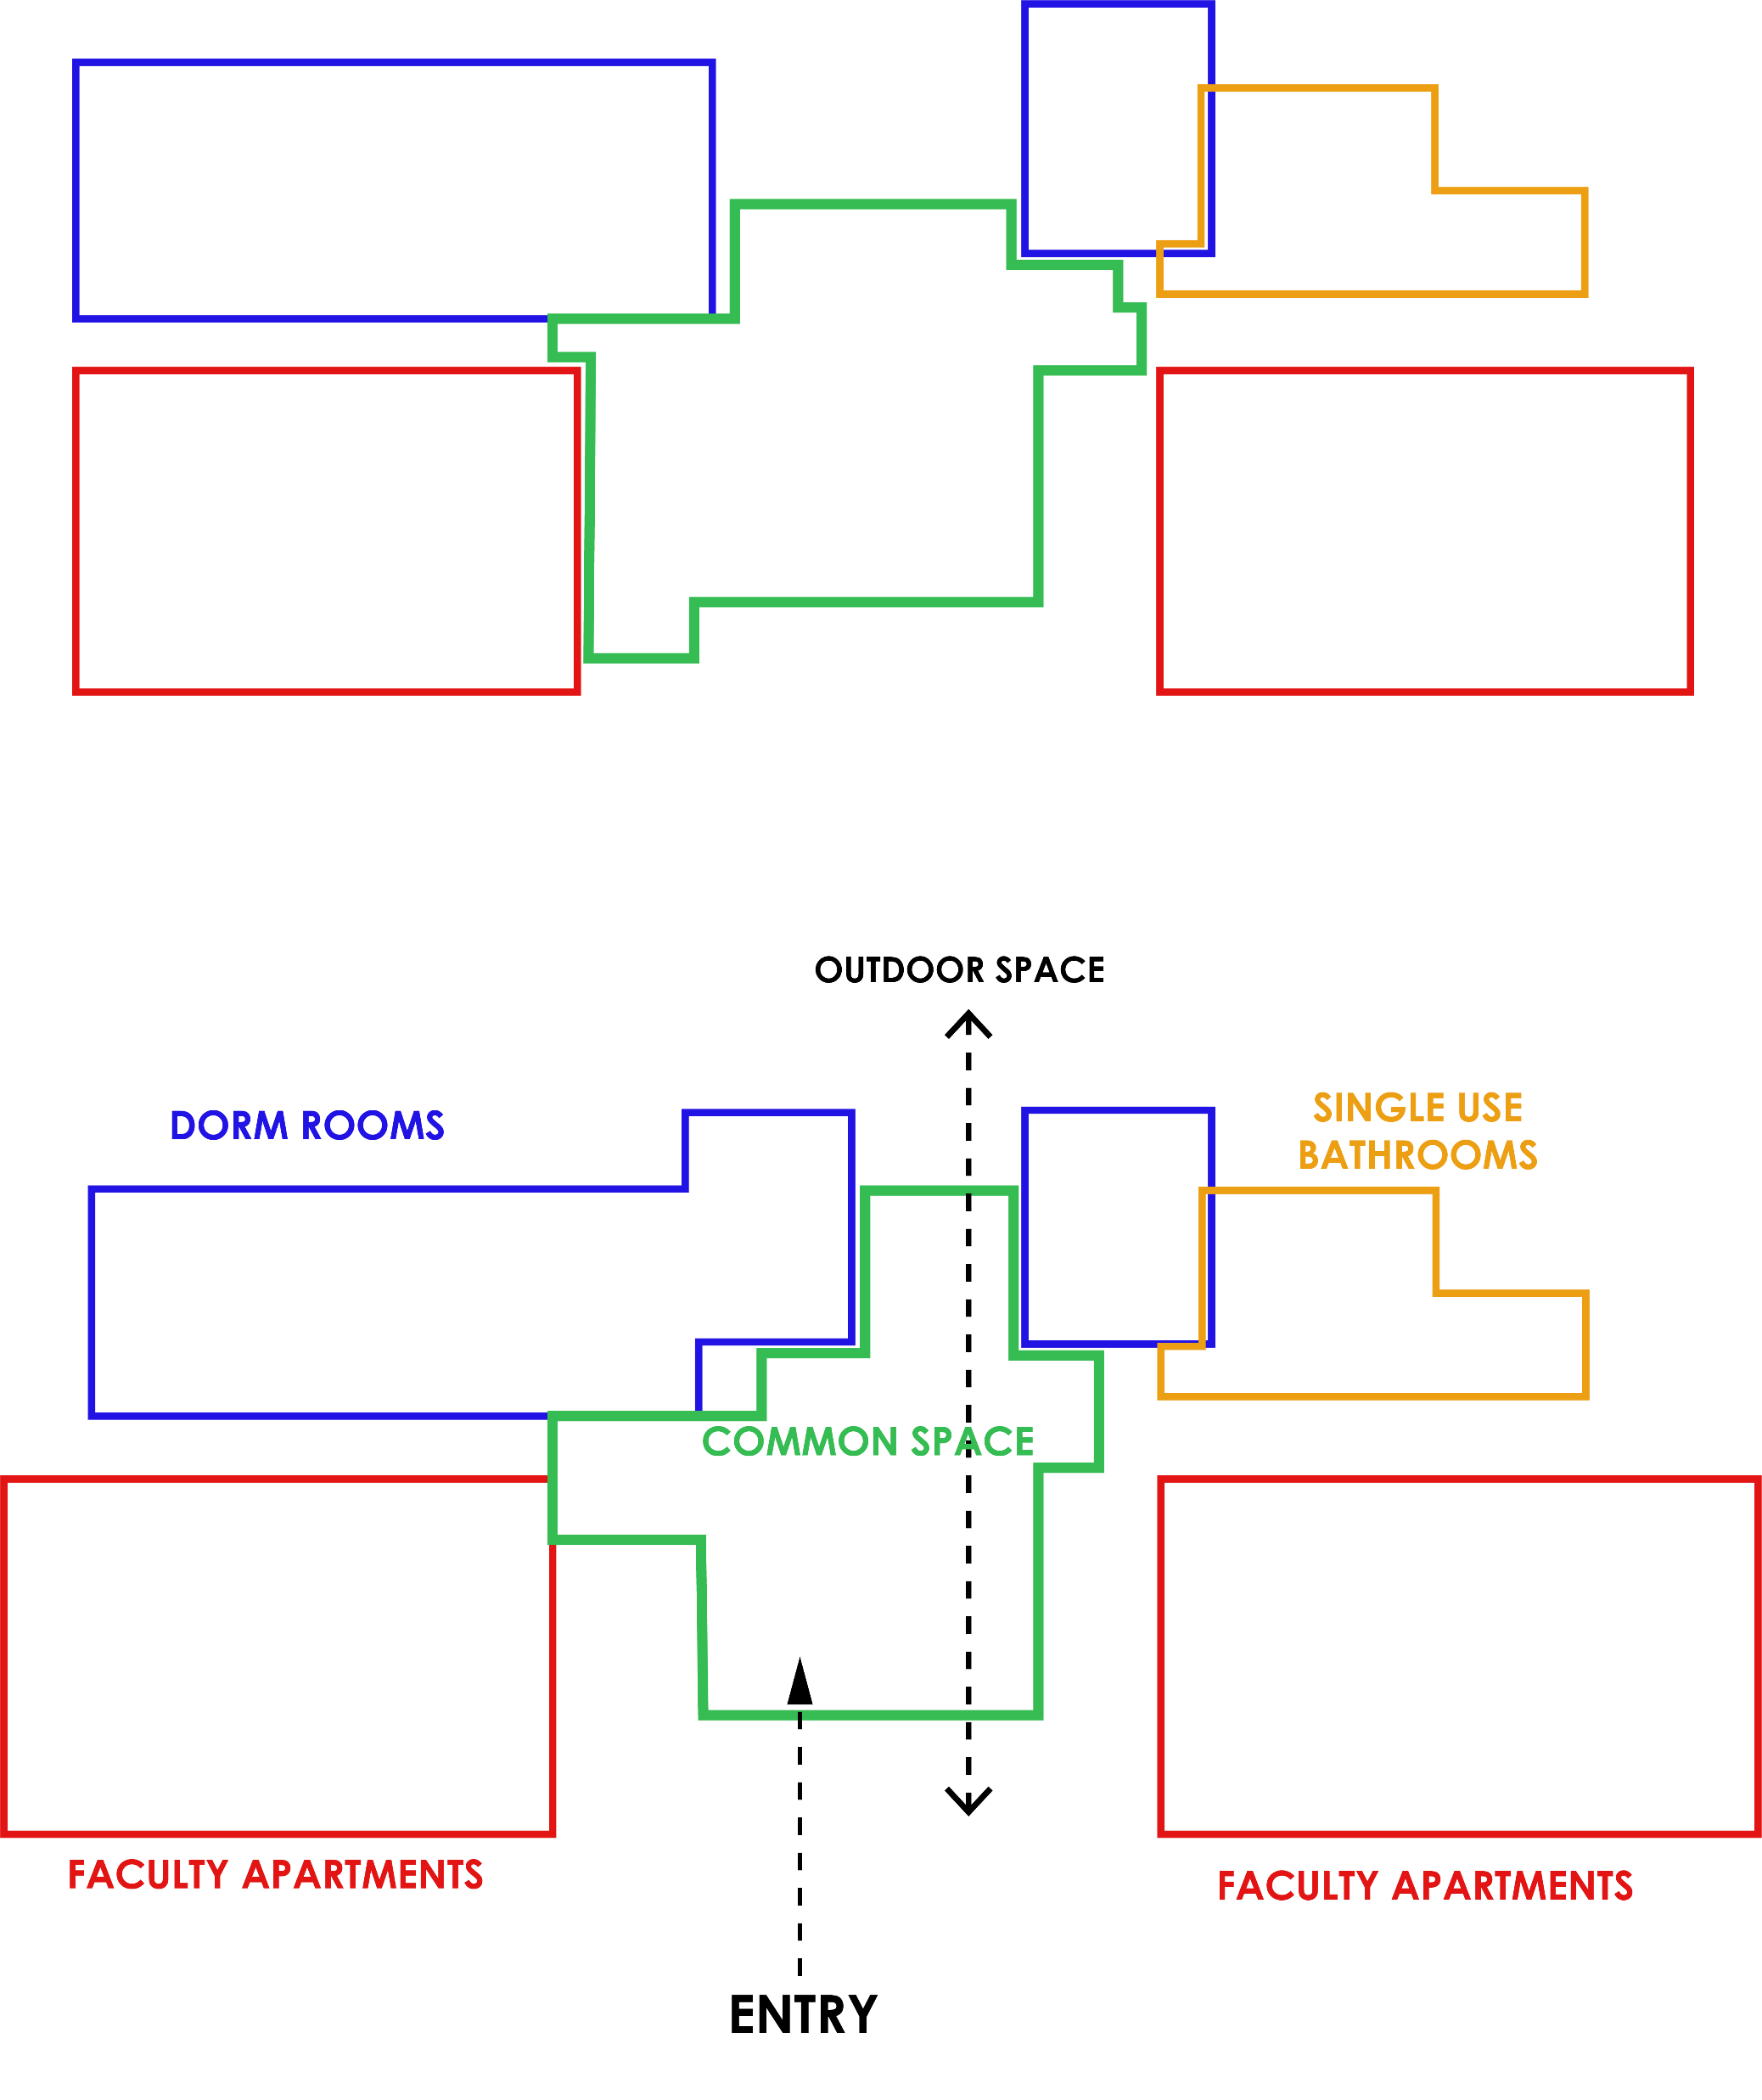 OUTDOOR SPACE
DORM ROOMS
SINGLE USE
BATHROOMS
COMMON SPACE
FACULTY APARTMENTS
FACULTY APARTMENTS
ENTRY